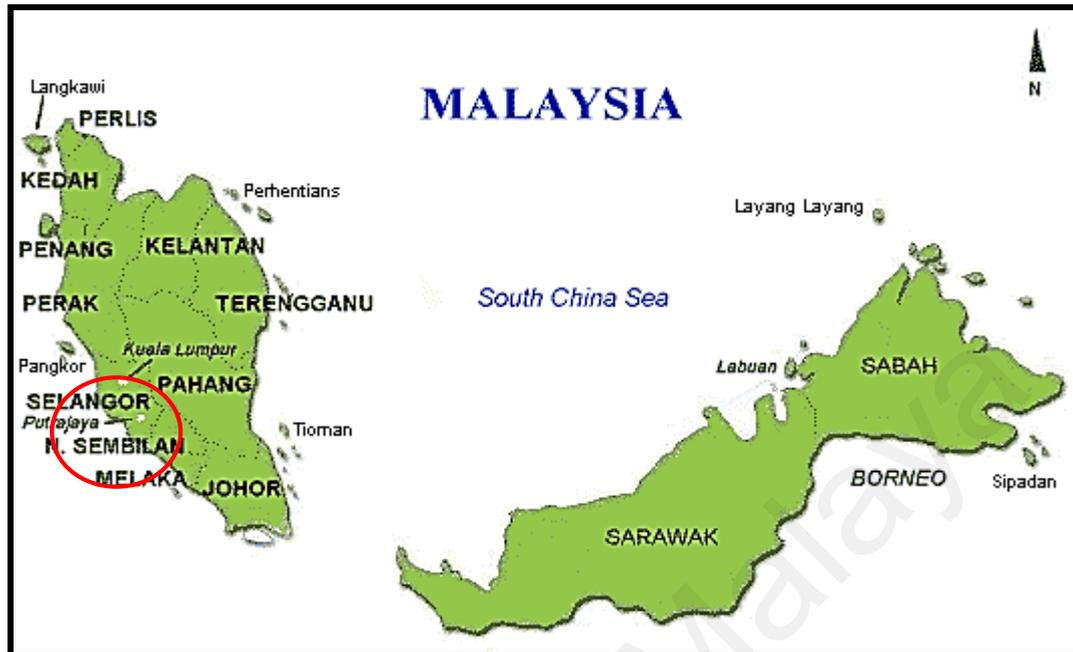 Langkawi
PERLIS
MALAYSIA
N
KEDAH
Perhentians
Layang Layang
PENANG
KELANTAN
PERAK
TERENGGANU
South China Sea
Kuala Lumpur
Pangkor
PAHANG
Labuan
SABAH
SELANGOR
Putrajaya
Tioman
N. SEMBILAN
MELAKA
JOHOR
BORNEO
Sipadan
SARAWAK
Malaya